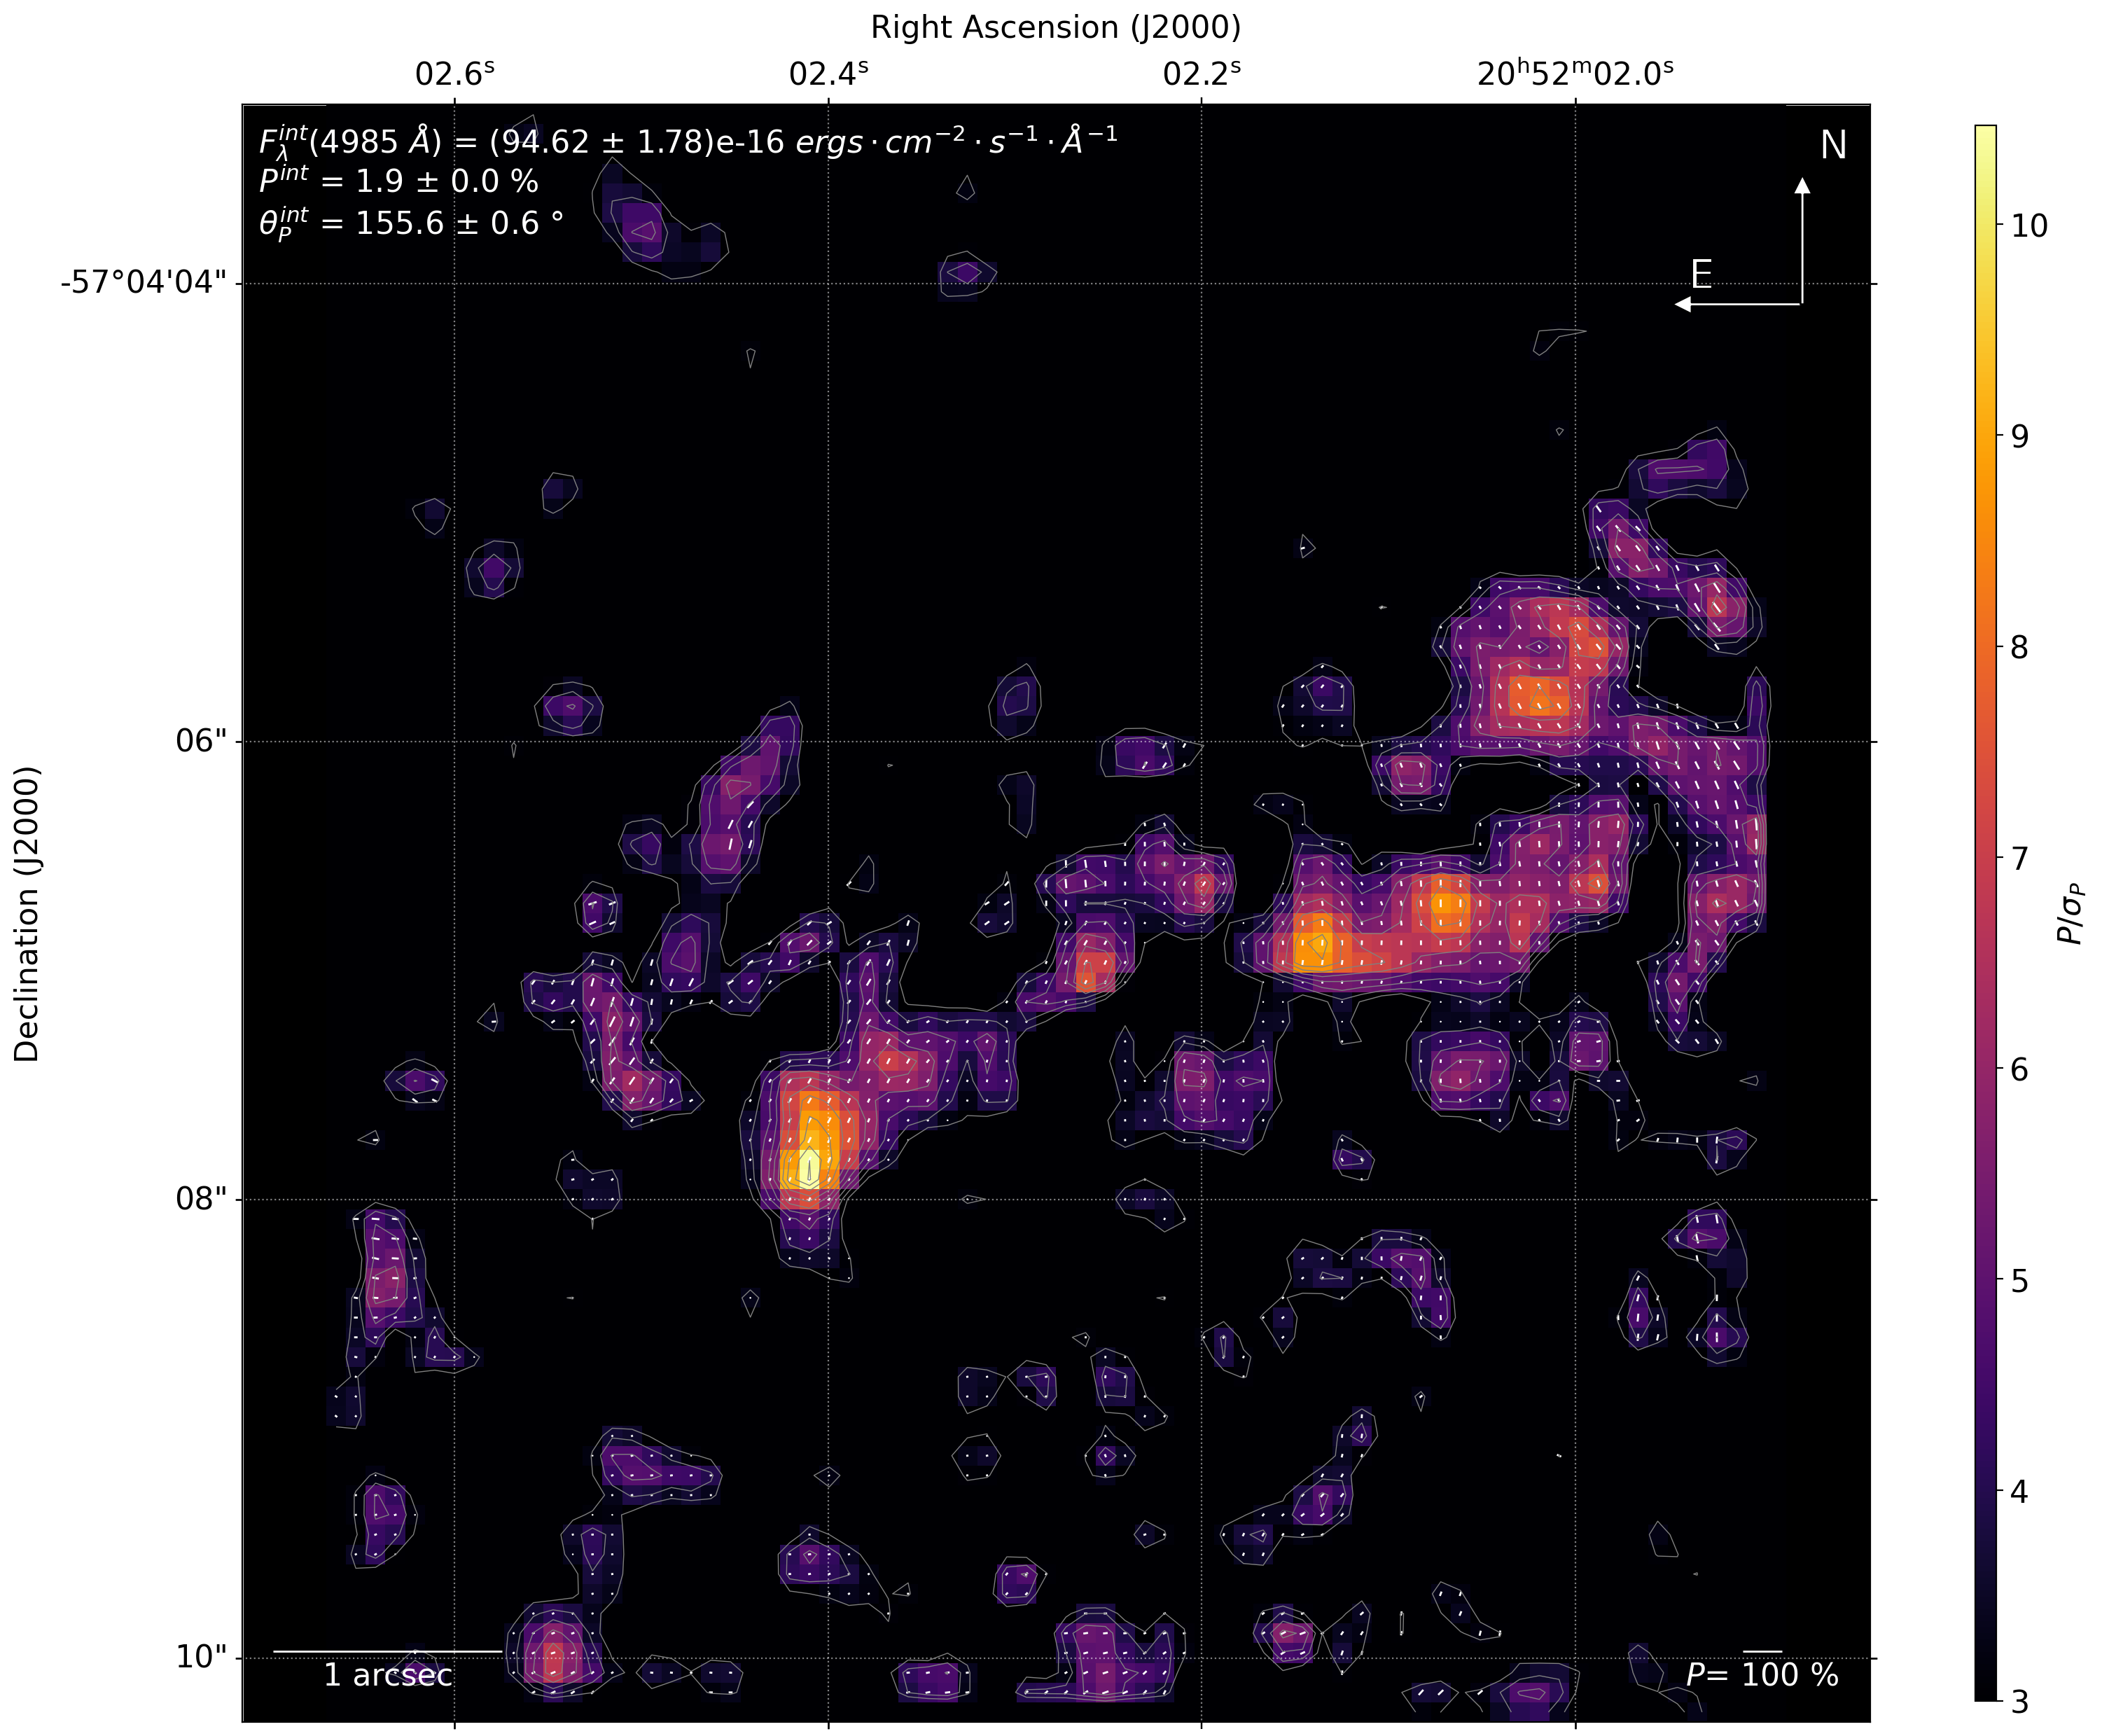 Right Ascension (J2000)
02.6ˢ 02.4ˢ 02.2ˢ 20ʰ52ᵐ02.0ˢ
F_λ^int(4985 Å) = (94.62 ± 1.78)e-16 ergs · cm⁻² · s⁻¹ · Å⁻¹
P^int = 1.9 ± 0.0 %
θ_P^int = 155.6 ± 0.6 °
N
E
-57°04'04"
06"
08"
10"
Declination (J2000)
1 arcsec
P= 100 %
10
9
8
7
6
5
4
3
P/σ_P